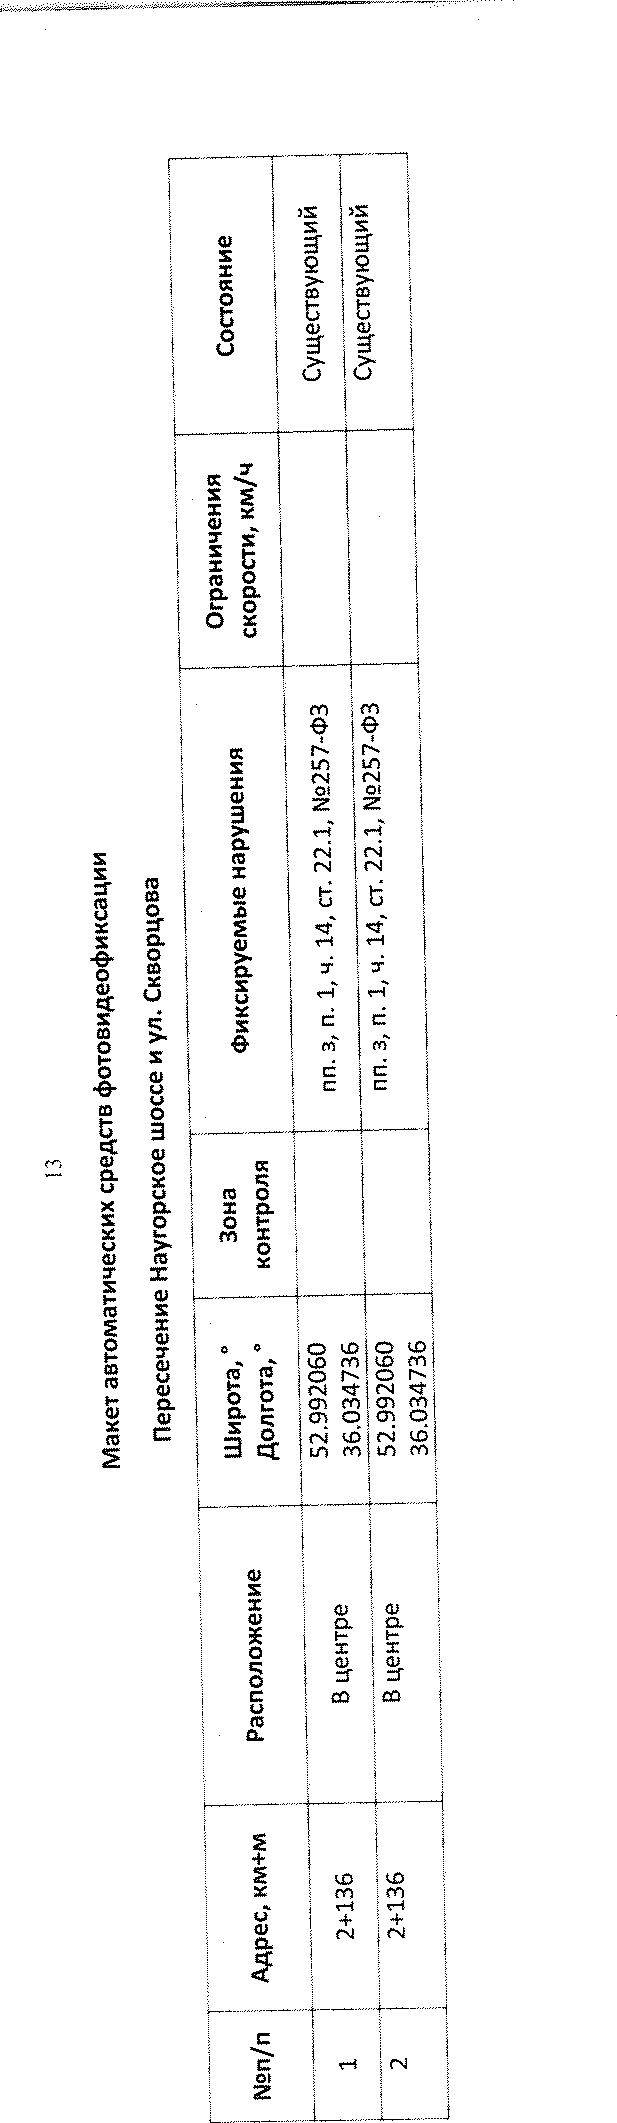 13
Макет автоматических средств фотовидеофиксации
Пересечение Наугорское шоссе и ул. Скворцова
№п/п Адрес, км+м Расположение Широта, ° Долгота, ° Зона контроля Фиксируемые нарушения Ограничения скорости, км/ч Состояние
1 2+136 В центре 52.992060 36.034736 пп. 3, п. 1, ч. 14, ст. 22.1, №257-ФЗ Существующий
2 2+136 В центре 52.992060 36.034736 пп. 3, п. 1, ч. 14, ст. 22.1, №257-ФЗ Существующий